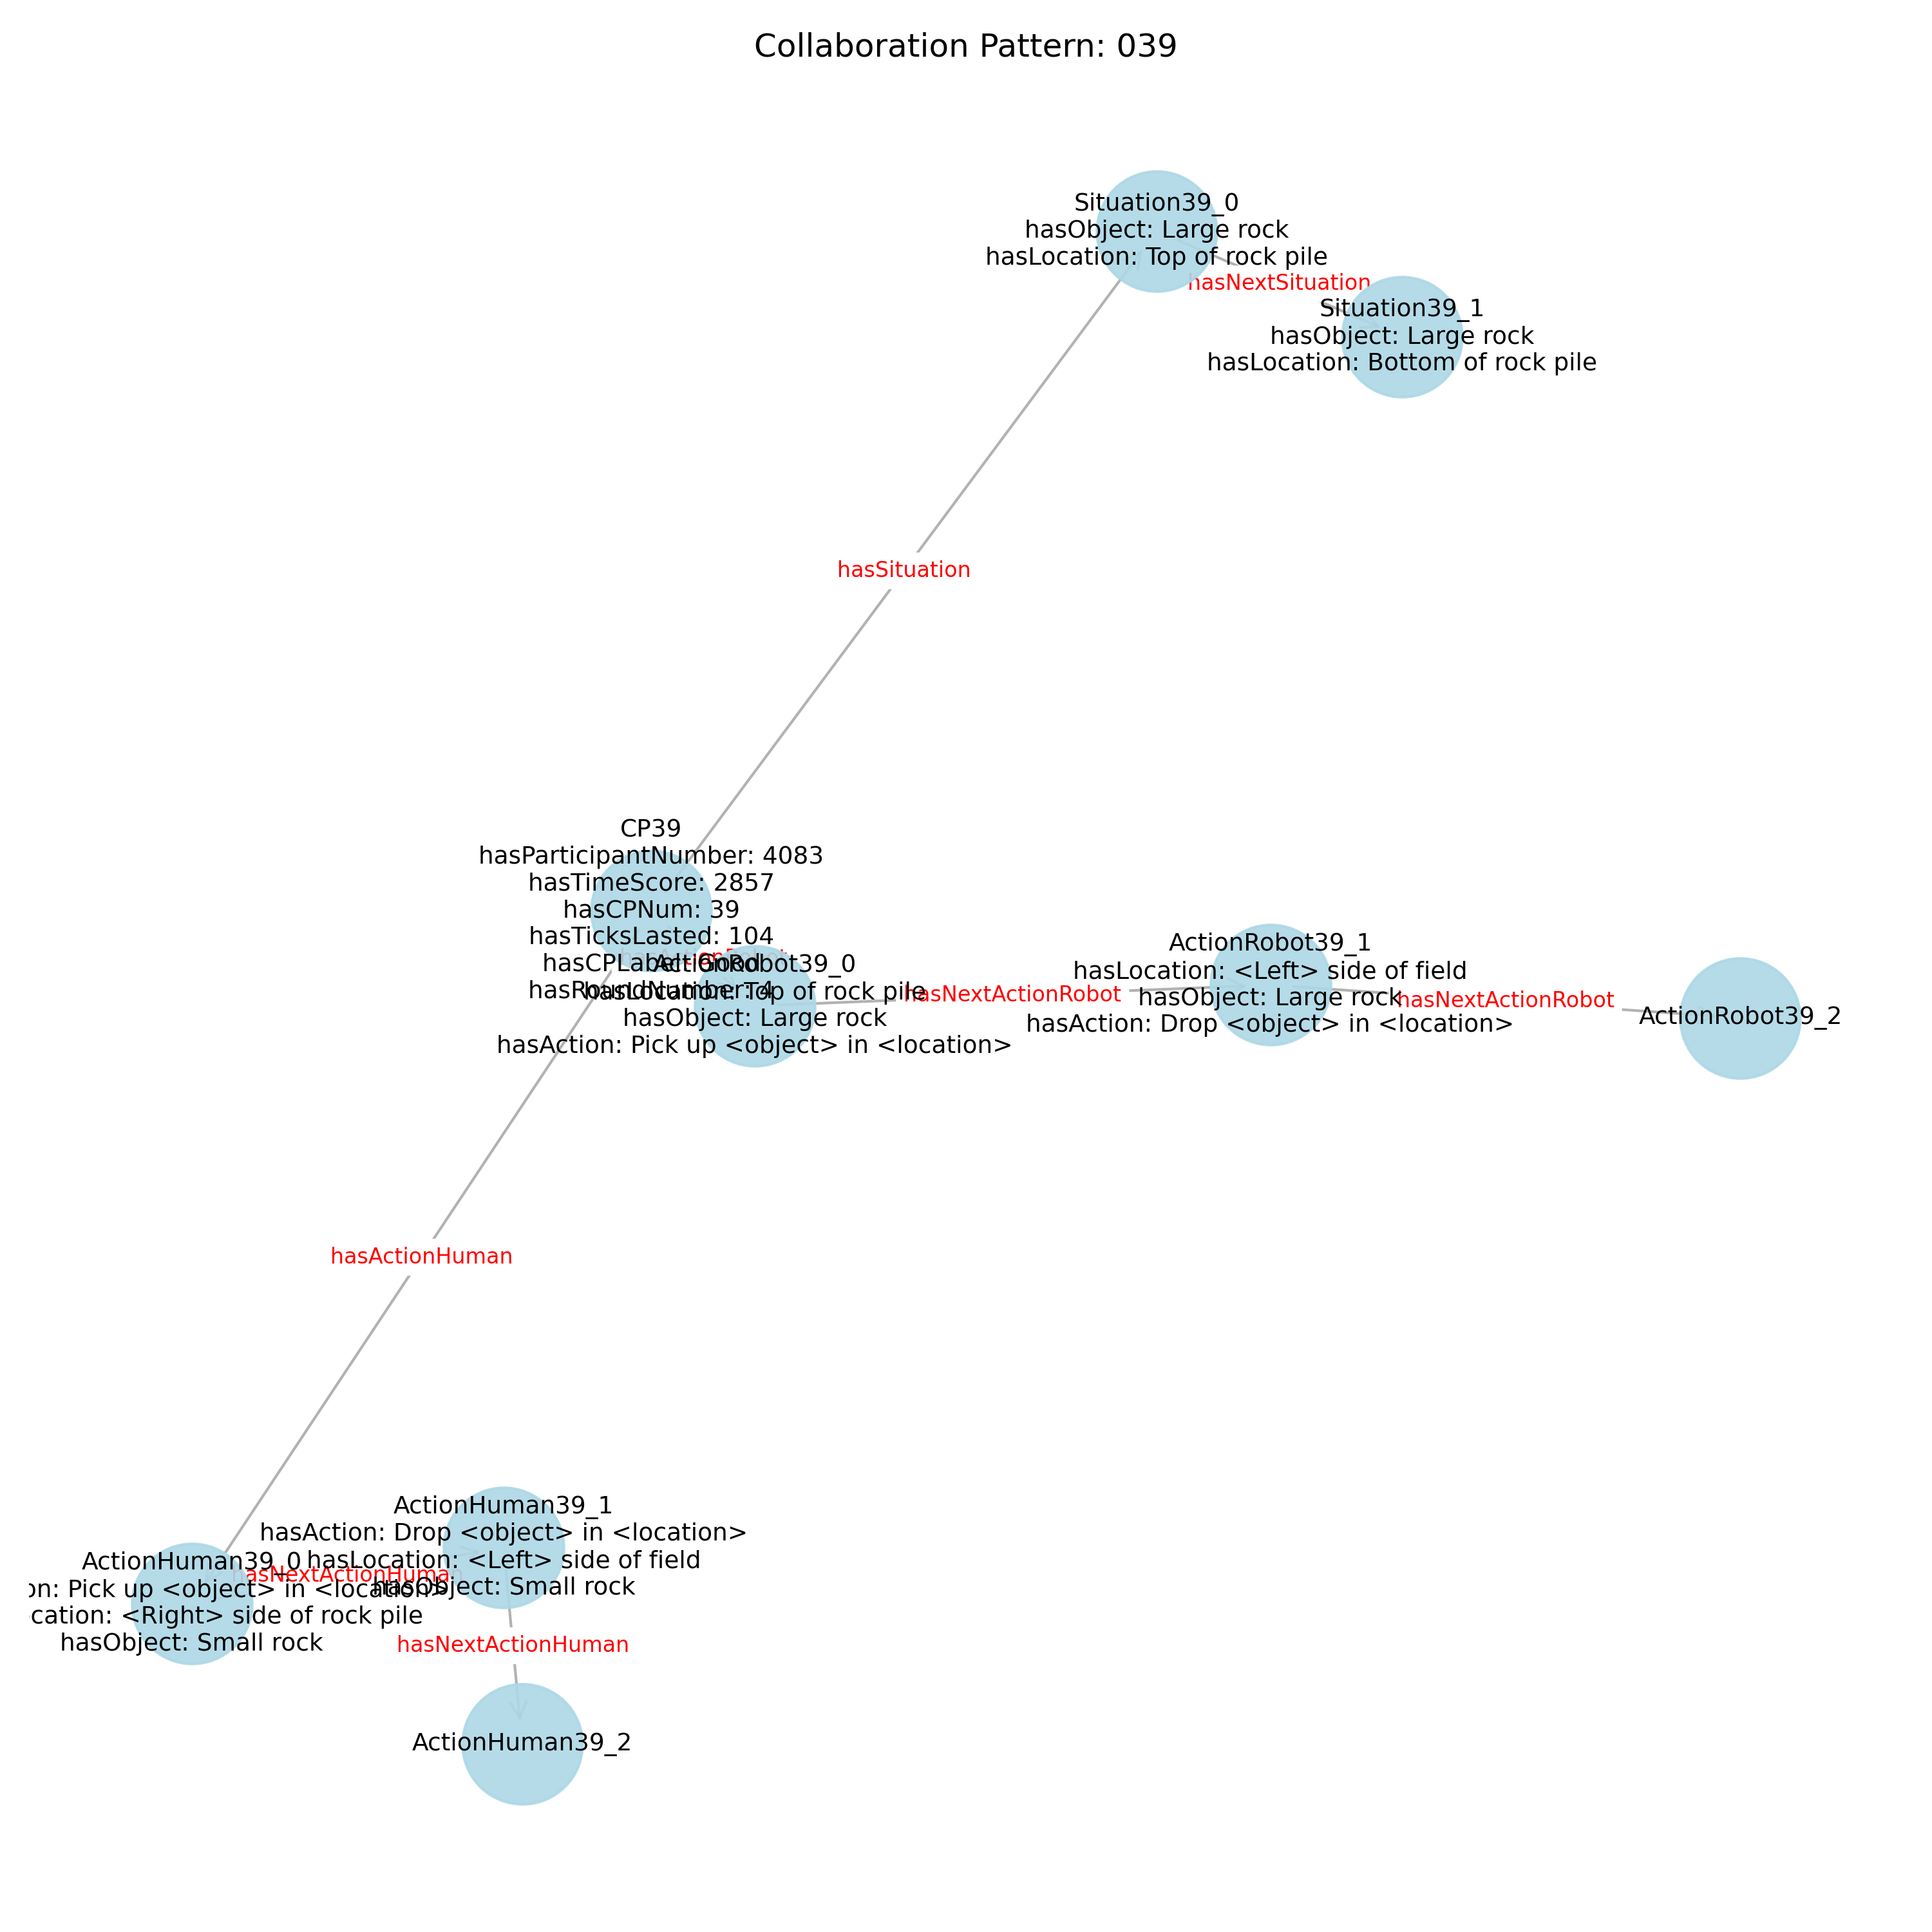 Collaboration Pattern: 039
Situation39_0
hasObject: Large rock
hasLocation: Top of rock pile
hasNextSituation
Situation39_1
hasObject: Large rock
hasLocation: Bottom of rock pile
hasSituation
CP39
hasParticipantNumber: 4083
hasTimeScore: 2857
hasCPNum: 39
hasTicksLasted: 104
hasCPLabel: Good
hasRoundNumber: 4
ActionRobot39_0
hasLocation: Top of rock pile
hasObject: Large rock
hasAction: Pick up <object> in <location>
hasNextActionRobot
ActionRobot39_1
hasLocation: <Left> side of field
hasObject: Large rock
hasAction: Drop <object> in <location>
hasNextActionRobot
ActionRobot39_2
hasActionHuman
ActionHuman39_1
hasAction: Drop <object> in <location>
hasLocation: <Left> side of field
hasObject: Small rock
ActionHuman39_0
on: Pick up <object> in <location>
cation: <Right> side of rock pile
hasObject: Small rock
hasNextActionHuman
hasNextActionHuman
ActionHuman39_2